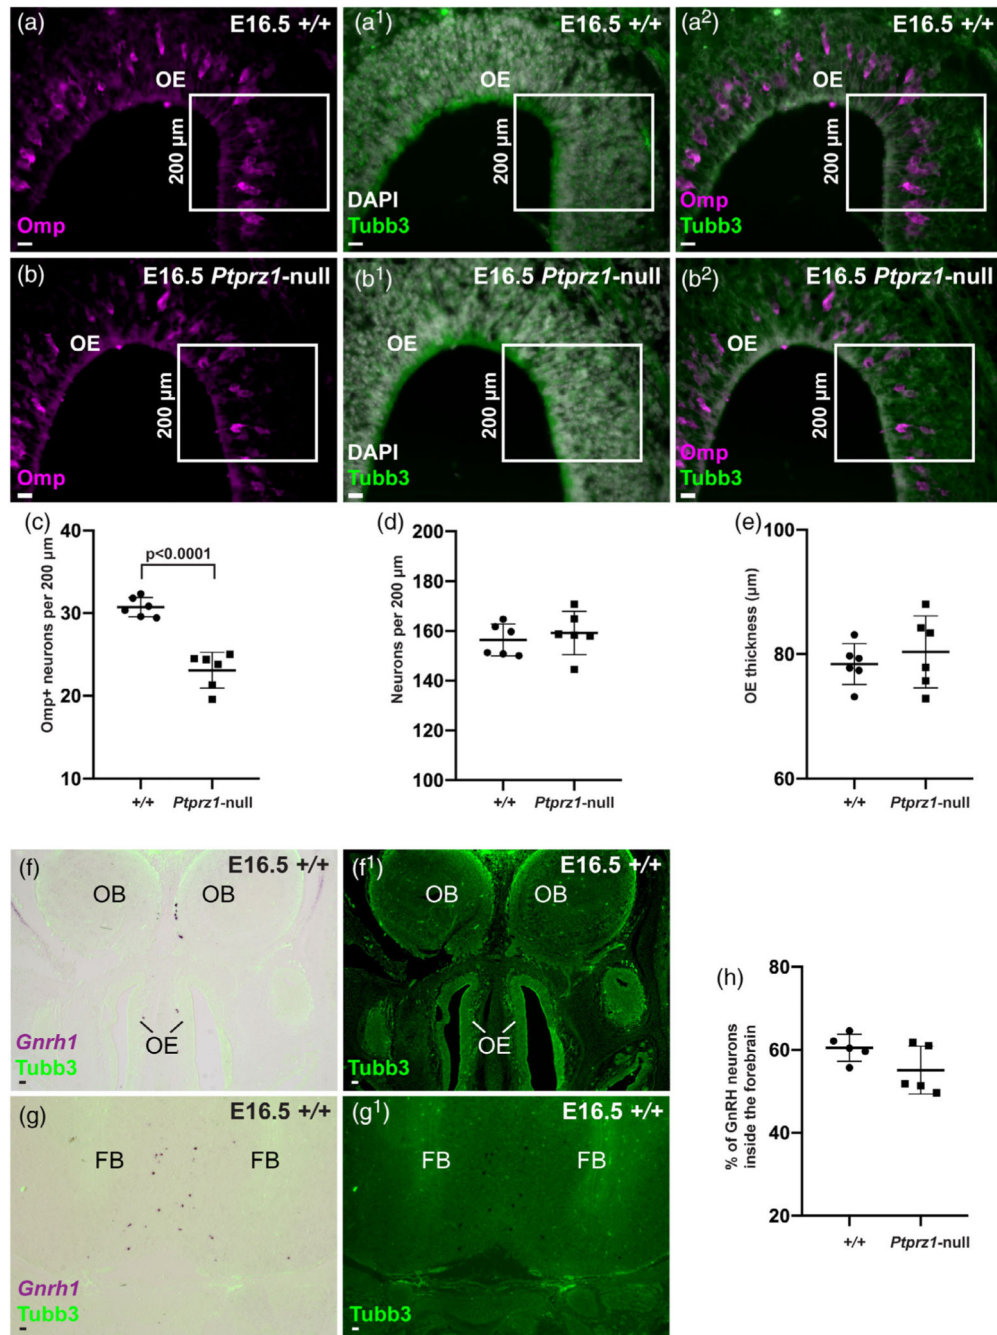 (a) E16.5 +/+
OE
200 μm
Omp
(a¹) E16.5 +/+
OE
200 μm
DAPI
Tubb3
(a²) E16.5 +/+
OE
200 μm
Omp
Tubb3
(b) E16.5 Ptprz1-null
OE
200 μm
Omp
(b¹) E16.5 Ptprz1-null
OE
200 μm
DAPI
Tubb3
(b²) E16.5 Ptprz1-null
OE
200 μm
Omp
Tubb3
(c)
Omp+ neurons per 200 μm
40
30
20
10
p<0.0001
+/+ Ptprz1-null
(d)
Neurons per 200 μm
200
180
160
140
120
100
+/+ Ptprz1-null
(e)
OE thickness (μm)
100
80
60
+/+ Ptprz1-null
(f) E16.5 +/+
OB OB
Gnrh1
OE
Tubb3
(f¹) E16.5 +/+
OB OB
OE
Tubb3
(g) E16.5 +/+
FB FB
Gnrh1
Tubb3
(g¹) E16.5 +/+
FB FB
Tubb3
(h)
% of GnRH neurons
inside the forebrain
80
60
40
20
+/+ Ptprz1-null